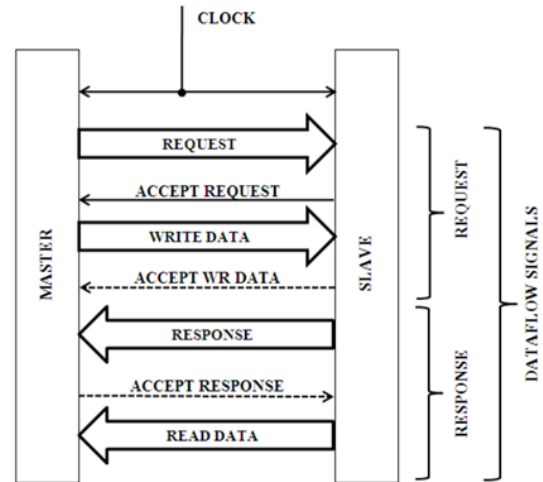 CLOCK
REQUEST
ACCEPT REQUEST
WRITE DATA
ACCEPT WR DATA
RESPONSE
ACCEPT RESPONSE
READ DATA
MASTER
SLAVE
REQUEST
RESPONSE
DATAFLOW SIGNALS